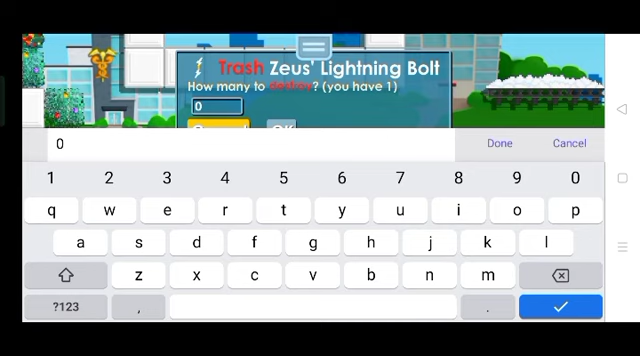 Trash Zeus' Lightning Bolt
How many to destroy? (you have 1)
0
OK
0 Done Cancel
1 2 3 4 5 6 7 8 9 0
q w e r t y u i o p
a s d f g h j k l
z x c v b n m
?123 , .